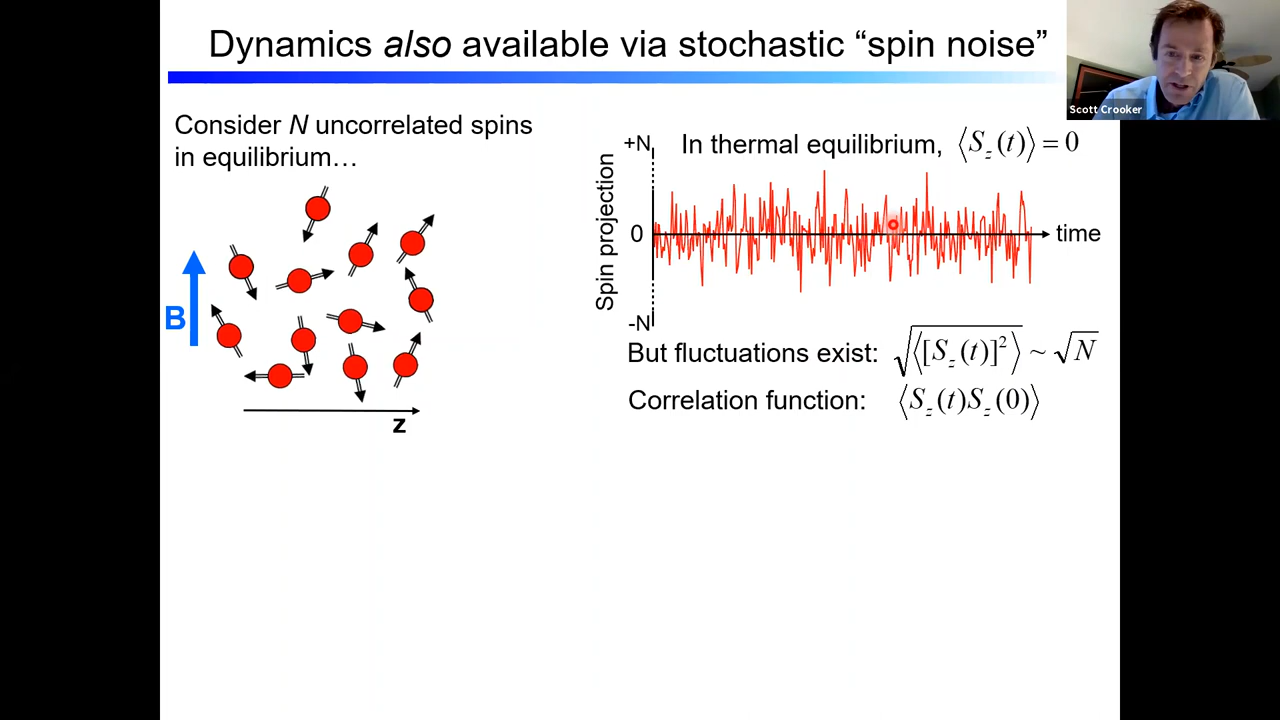 Dynamics also available via stochastic “spin noise”
Scott Crooker
Consider N uncorrelated spins
in equilibrium…
B
z
+N
In thermal equilibrium, ⟨S_z(t)⟩ = 0
Spin projection
0
time
-N
But fluctuations exist: √⟨[S_z(t)]²⟩ ~ √N
Correlation function: ⟨S_z(t)S_z(0)⟩